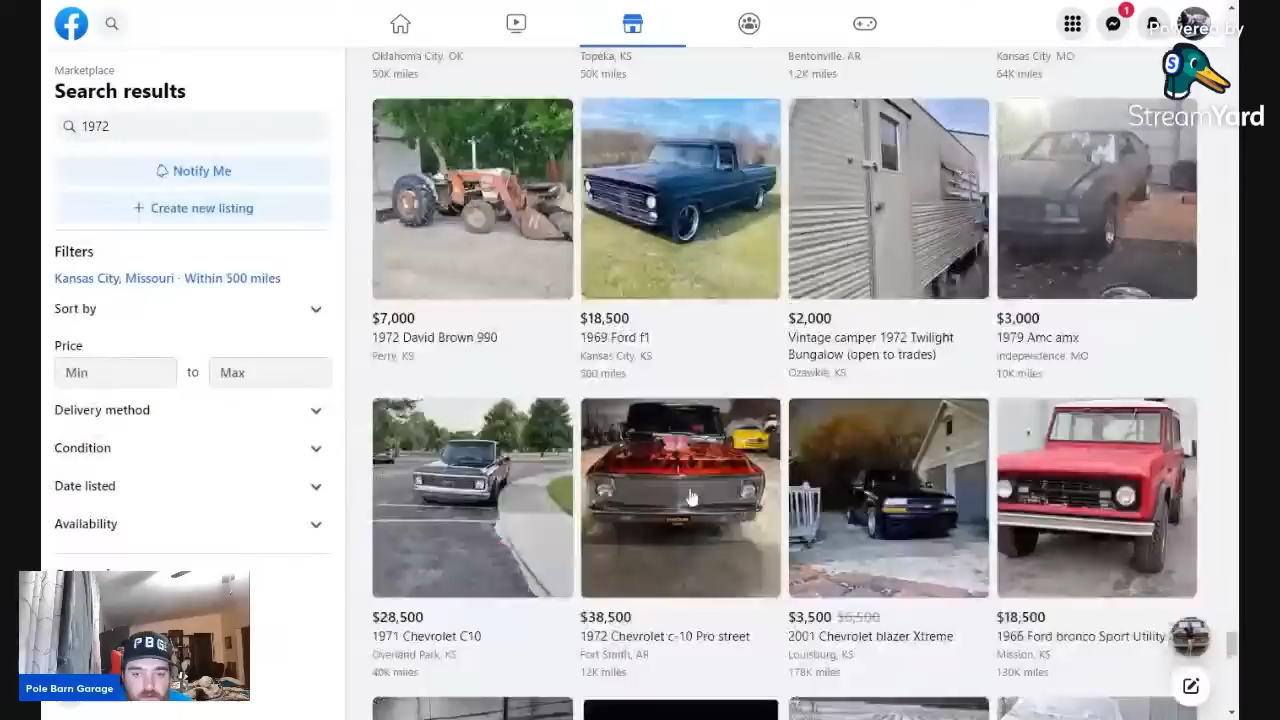 1
Powered by
StreamYard
Marketplace
Search results
1972
Notify Me
+ Create new listing
Filters
Kansas City, Missouri · Within 500 miles
Sort by
Price
Min to Max
Delivery method
Condition
Date listed
Availability
Oklahoma City, OK
50K miles
Topeka, KS
50K miles
Bentonville, AR
1.2K miles
Kansas City, MO
64K miles
$7,000
1972 David Brown 990
Perry, KS
$18,500
1969 Ford f1
Kansas City, KS
500 miles
$2,000
Vintage camper 1972 Twilight
Bungalow (open to trades)
Ozawkie, KS
$3,000
1979 Amc amx
Independence, MO
10K miles
$28,500
1971 Chevrolet C10
Overland Park, KS
40K miles
$38,500
1972 Chevrolet c-10 Pro street
Fort Smith, AR
12K miles
$3,500 $6,500
2001 Chevrolet blazer Xtreme
Louisburg, KS
178K miles
$18,500
1966 Ford bronco Sport Utility
Mission, KS
130K miles
PBG
Pole Barn Garage